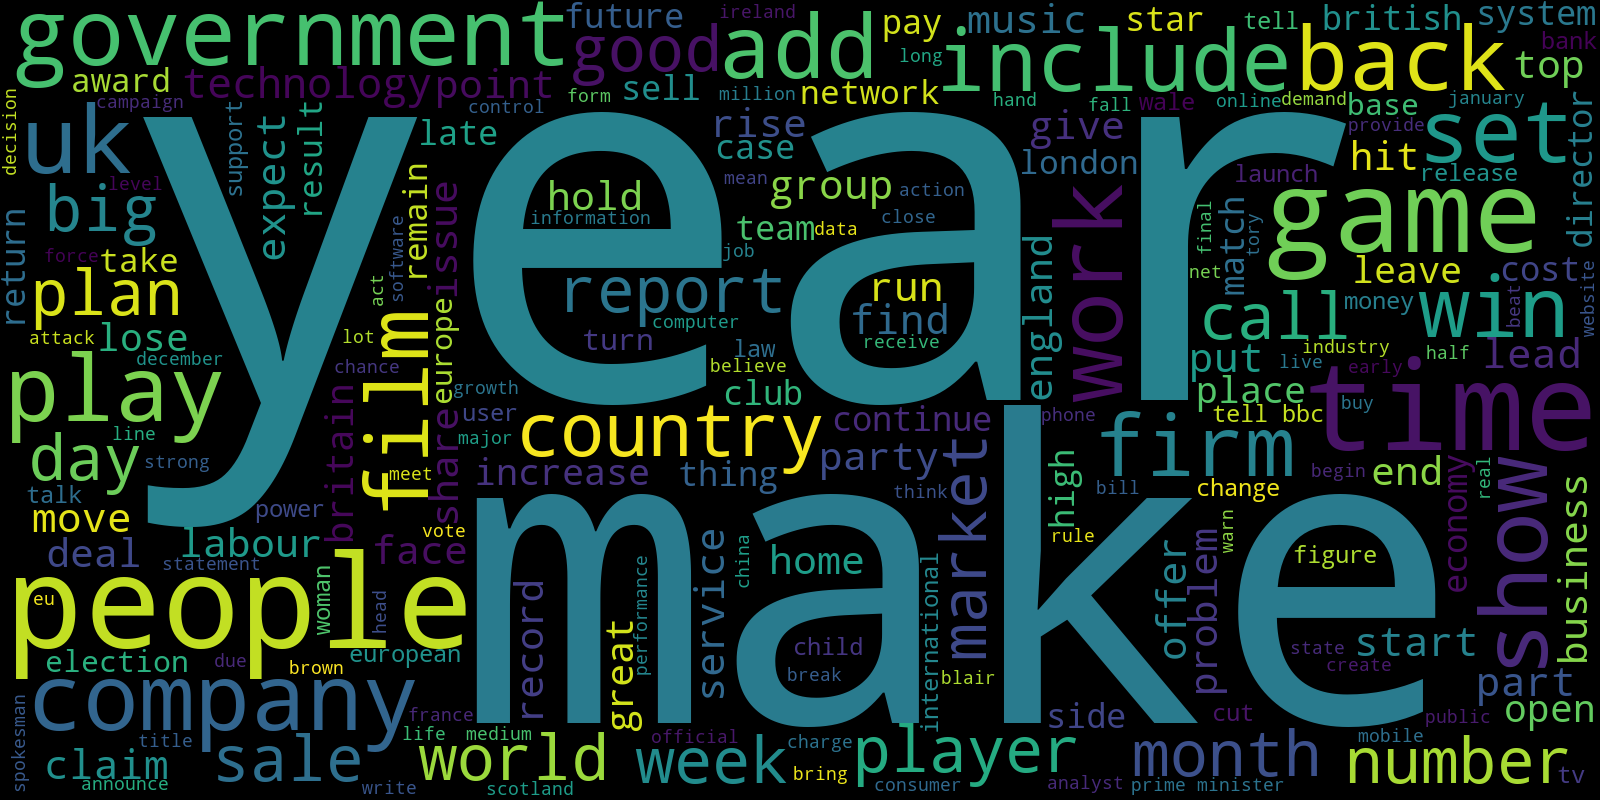 government
future
ireland
good
add
pay
music
star
tell
british
system
long
include
back
bank
top
award
technology
point
form
sell
million
network
hand
fall
wale
online
demand
base
january
decision
campaign
uk
support
expect
result
control
late
year
rise
case
give
london
provide
set
hit
release
director
level
big
hold
information
mean
group
action
team
data
close
launch
game
return
force
take
remain
issue
software
act
job
work
england
final
match
tory
net
leave
cost
website
plan
report
run
find
computer
receive
call
money
win
beat
attack
lose
lot
film
europe
turn
law
believe
put
industry
live
half
lead
december
chance
play
growth
user
club
country
continue
phone
place
early
tell bbc
buy
time
line
britain
share
major
day
strong
meet
increase
thing
party
think
market
high
firm
bill
begin
end
real
talk
move
power
vote
make
change
warn
rule
economy
show
business
deal
labour
statement
face
service
china
home
international
offer
problem
figure
people
eu
woman
head
record
great
performance
child
start
state
create
election
due
brown
european
break
blair
part
company
france
side
cut
public
open
spokesman
title
life
medium
official
charge
player
month
mobile
claim
sale
world
week
bring
number
tv
announce
write
scotland
consumer
analyst
prime minister